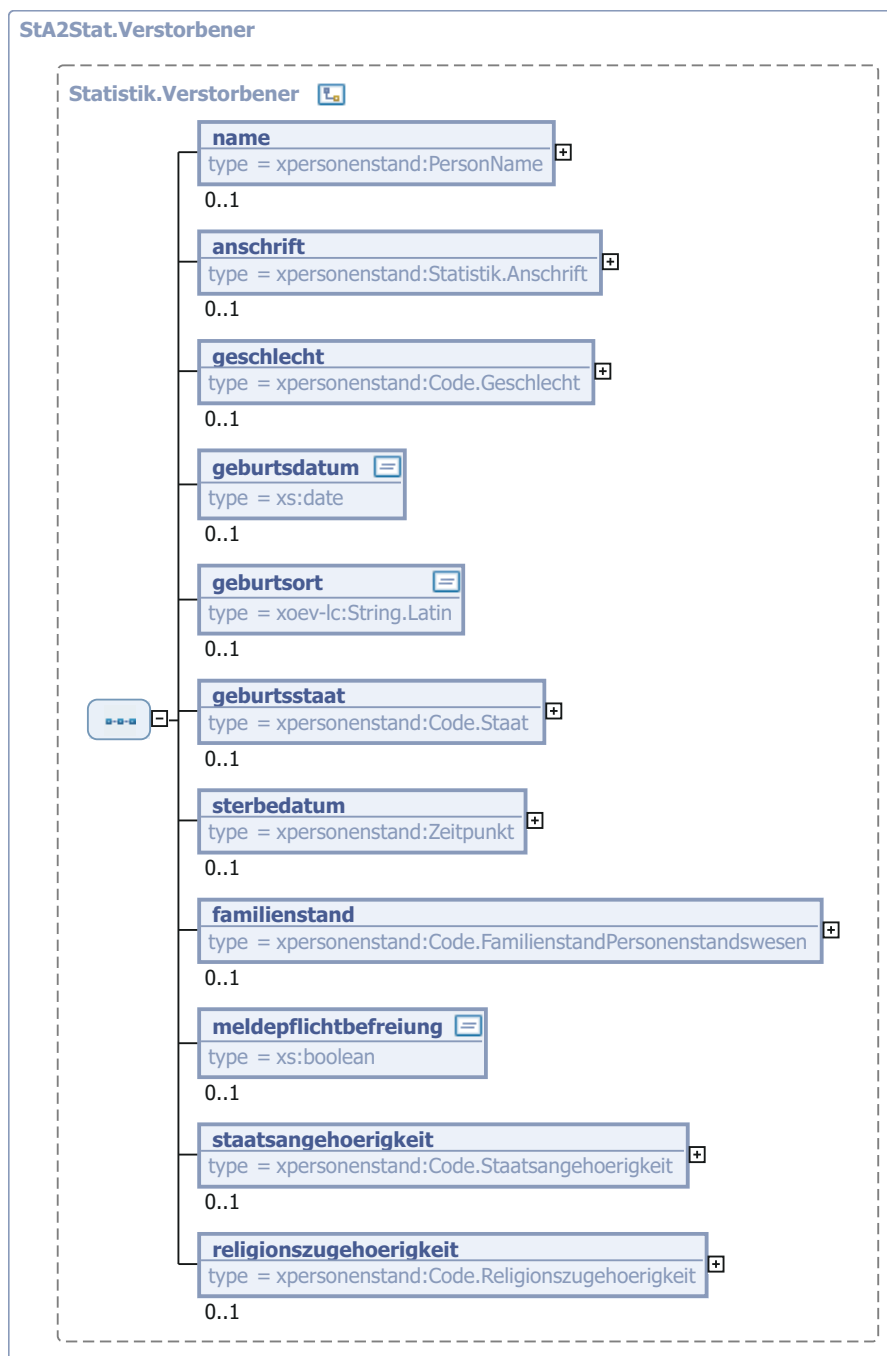 StA2Stat.Verstorbener
Statistik.Verstorbener
name
type = xpersonenstand:PersonName
0..1
anschrift
type = xpersonenstand:Statistik.Anschrift
0..1
geschlecht
type = xpersonenstand:Code.Geschlecht
0..1
geburtsdatum
type = xs:date
0..1
geburtsort
type = xoev-lc:String.Latin
0..1
geburtsstaat
type = xpersonenstand:Code.Staat
0..1
sterbedatum
type = xpersonenstand:Zeitpunkt
0..1
familienstand
type = xpersonenstand:Code.FamilienstandPersonenstandswesen
0..1
meldepflichtbefreiung
type = xs:boolean
0..1
staatsangehoerigkeit
type = xpersonenstand:Code.Staatsangehoerigkeit
0..1
religionszugehoerigkeit
type = xpersonenstand:Code.Religionszugehoerigkeit
0..1